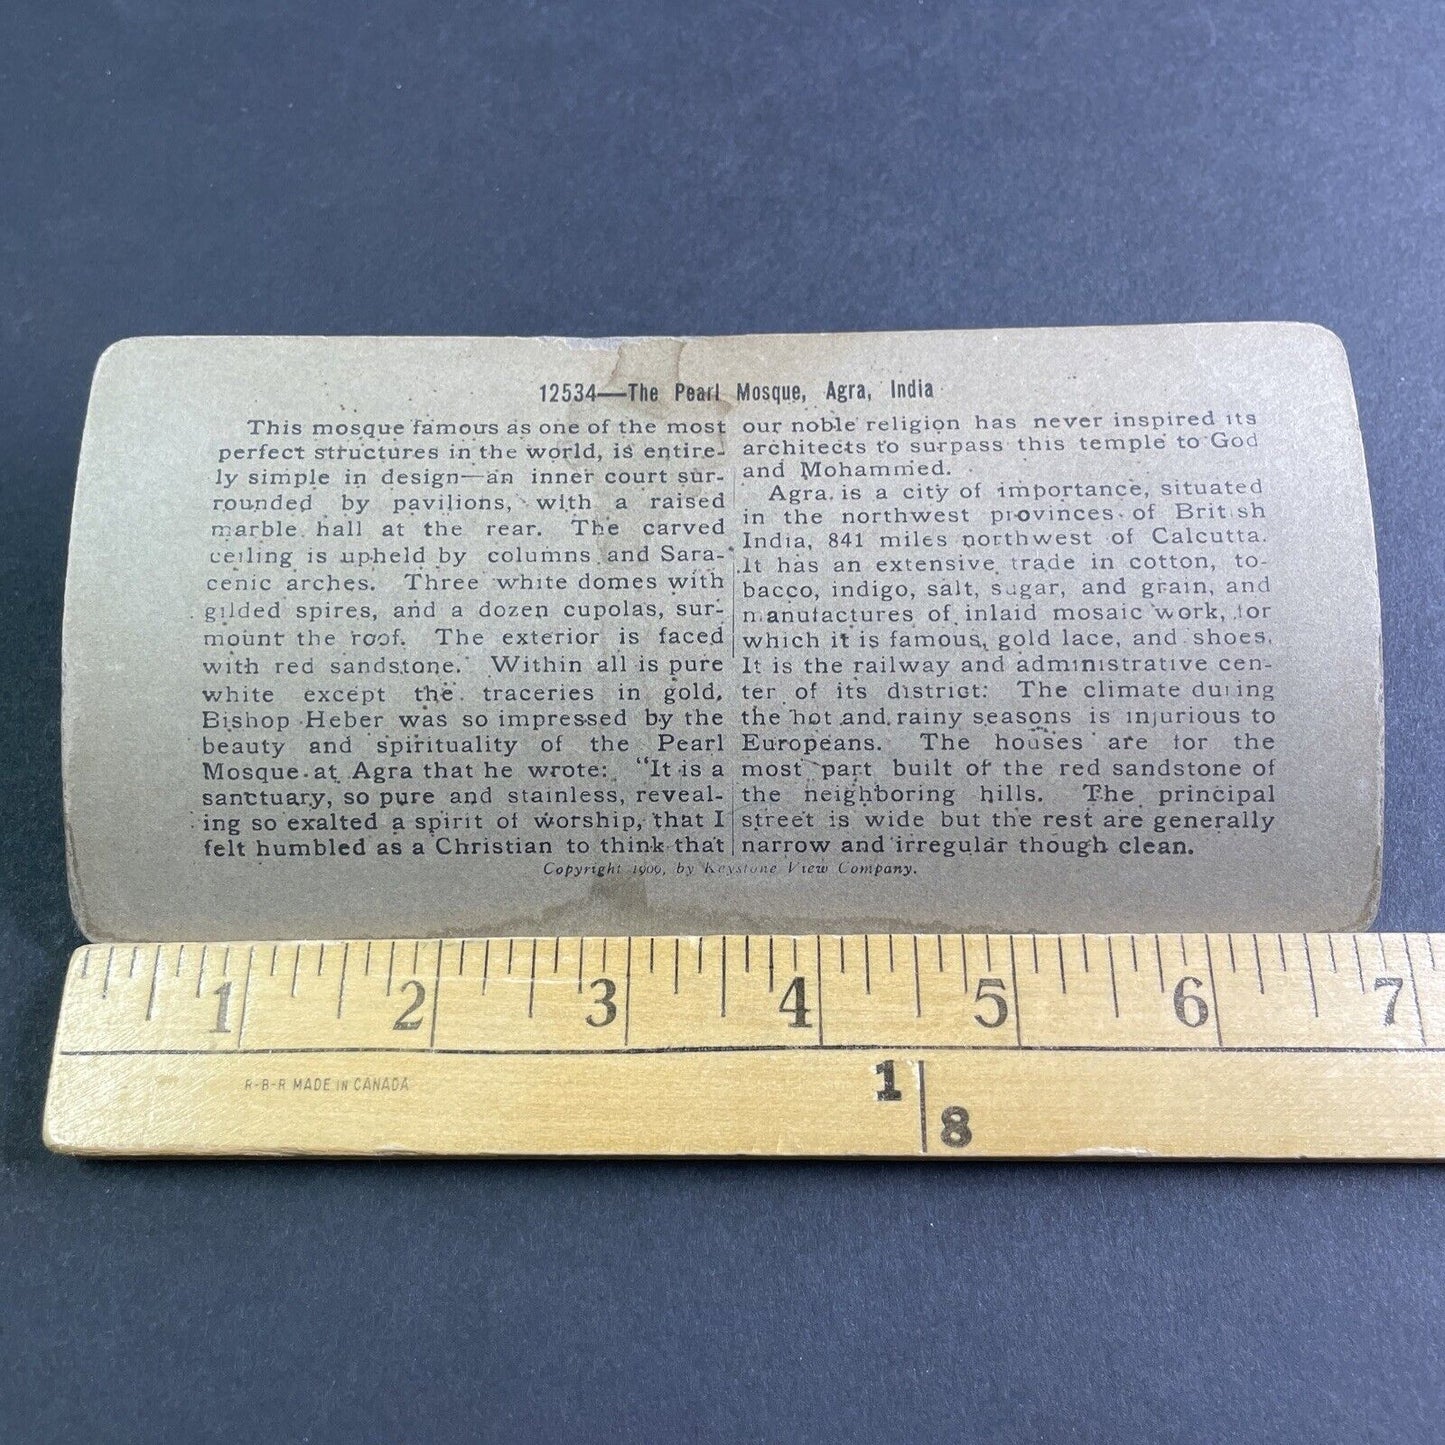 12534—The Pearl Mosque, Agra, India
This mosque famous as one of the most
perfect structures in the world, is entire-
ly simple in design—an inner court sur-
rounded by pavilions, with a raised
marble hall at the rear. The carved
ceiling is upheld by columns and Sara-
cenic arches. Three white domes with
gilded spires, and a dozen cupolas, sur-
mount the roof. The exterior is faced
with red sandstone. Within all is pure
white except the traceries in gold.
Bishop Heber was so impressed by the
beauty and spirituality of the Pearl
Mosque at Agra that he wrote: "It is a
sanctuary, so pure and stainless, reveal-
ing so exalted a spirit of worship, that I
felt humbled as a Christian to think that
our noble religion has never inspired its
architects to surpass this temple to God
and Mohammed.
Agra is a city of importance, situated
in the northwest provinces of British
India, 841 miles northwest of Calcutta.
It has an extensive trade in cotton, to-
bacco, indigo, salt, sugar, and grain, and
manufactures of inlaid mosaic work, for
which it is famous, gold lace, and shoes.
It is the railway and administrative cen-
ter of its district: The climate during
the hot and rainy seasons is injurious to
Europeans. The houses are for the
most part built of the red sandstone of
the neighboring hills. The principal
street is wide but the rest are generally
narrow and irregular though clean.
Copyright by Keystone View Company.
1 2 3 4 5 6 7
R-B-R MADE IN CANADA
1
8